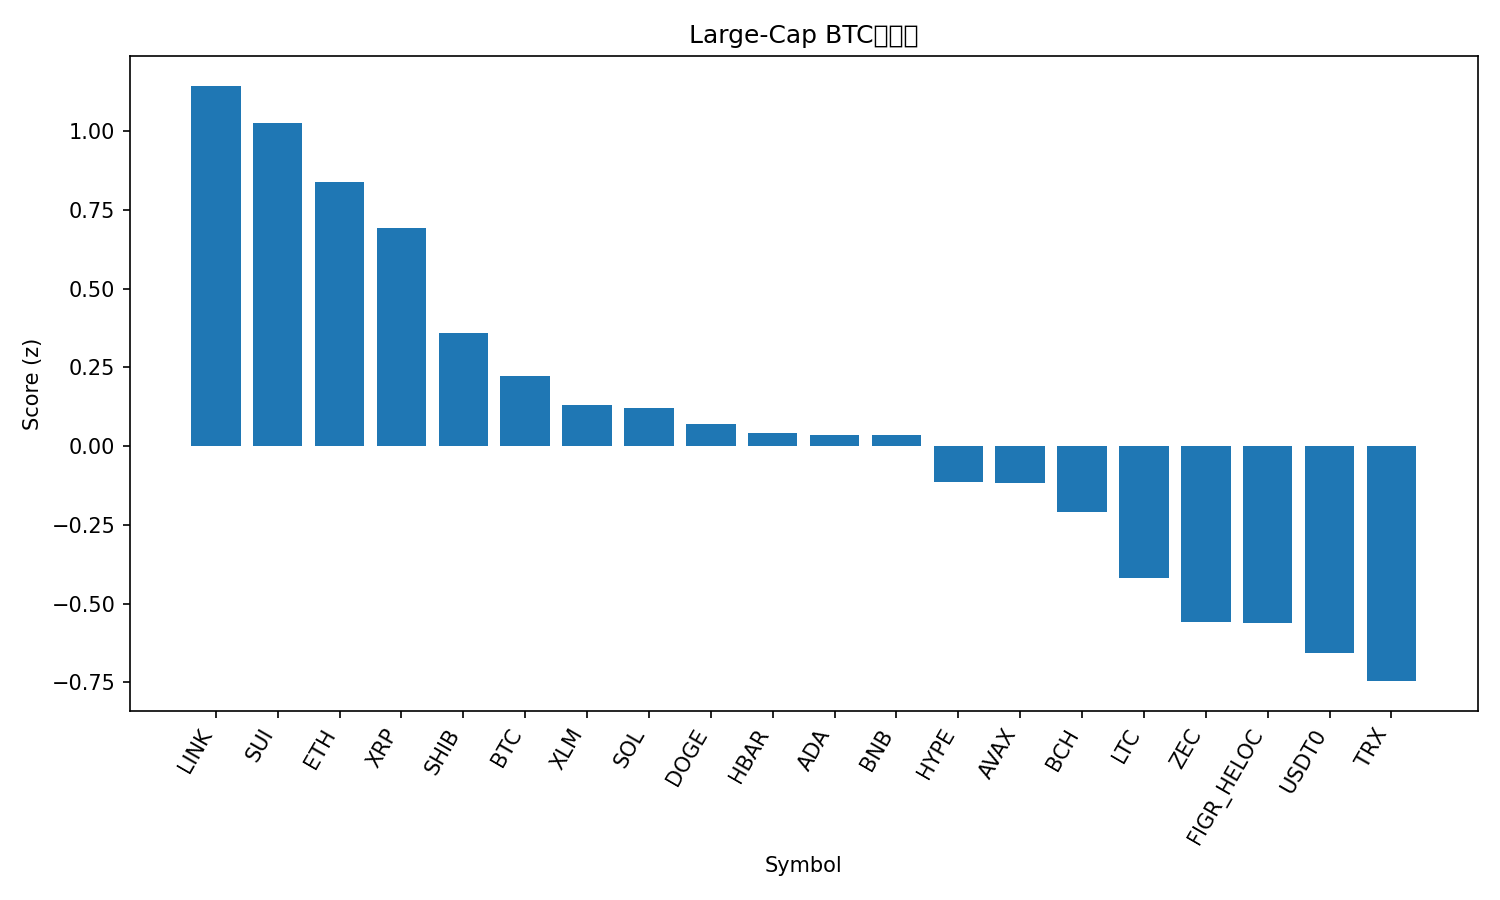 Large-Cap BTC
Score (z)
1.00
0.75
0.50
0.25
0.00
−0.25
−0.50
−0.75
LINK
SUI
ETH
XRP
SHIB
BTC
XLM
SOL
DOGE
HBAR
ADA
BNB
HYPE
AVAX
BCH
LTC
ZEC
FIGR_HELOC
USDT0
TRX
Symbol